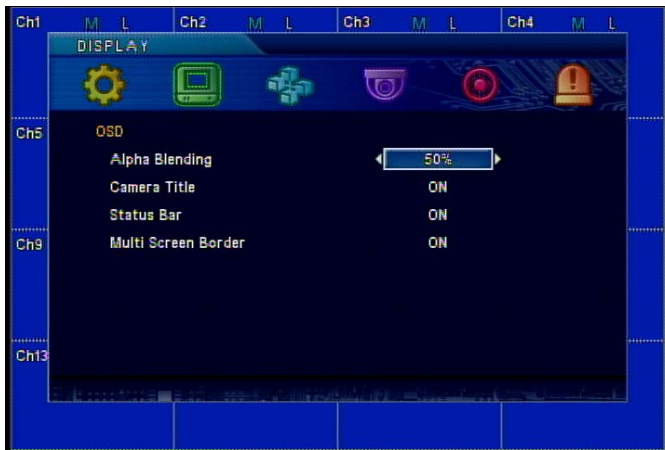 Ch1 M L Ch2 M L Ch3 M L Ch4 M L
DISPLAY
Ch5
OSD
Alpha Blending 50%
Camera Title ON
Status Bar ON
Ch9
Multi Screen Border ON
Ch13